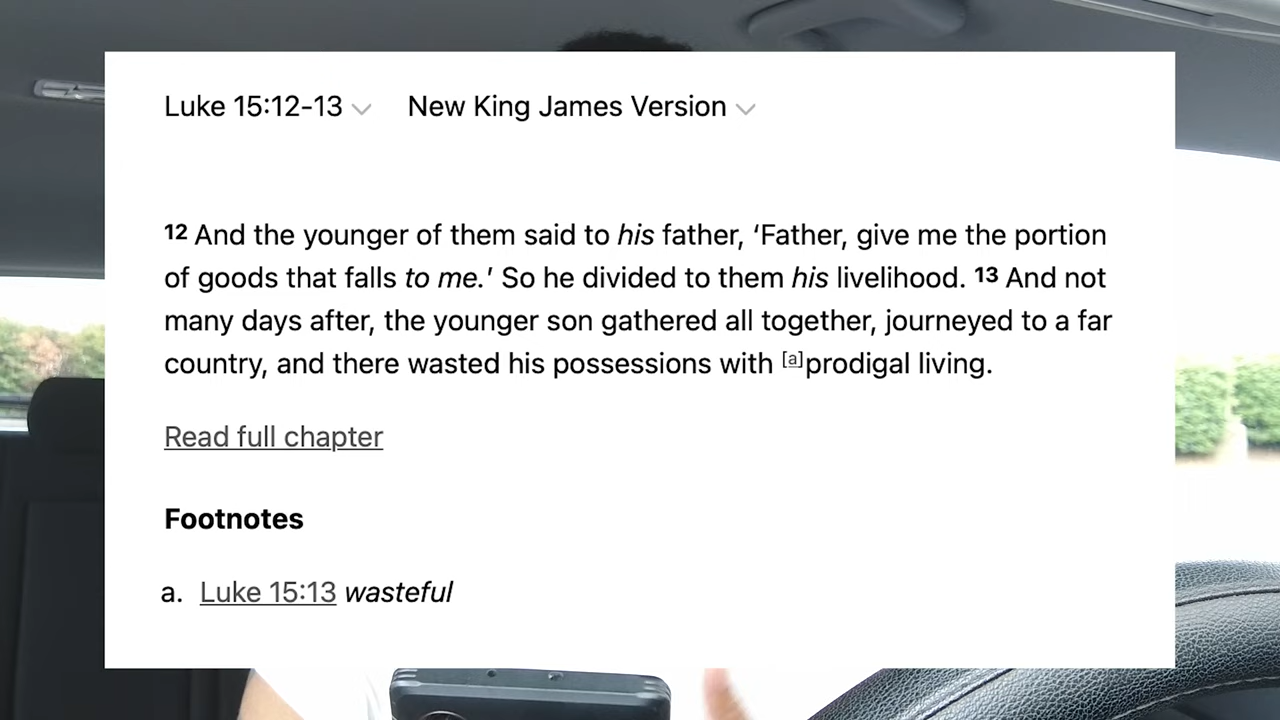 Luke 15:12-13 New King James Version
12 And the younger of them said to his father, ‘Father, give me the portion
of goods that falls to me.’ So he divided to them his livelihood. 13 And not
many days after, the younger son gathered all together, journeyed to a far
country, and there wasted his possessions with [a]prodigal living.
Read full chapter
Footnotes
a. Luke 15:13 wasteful